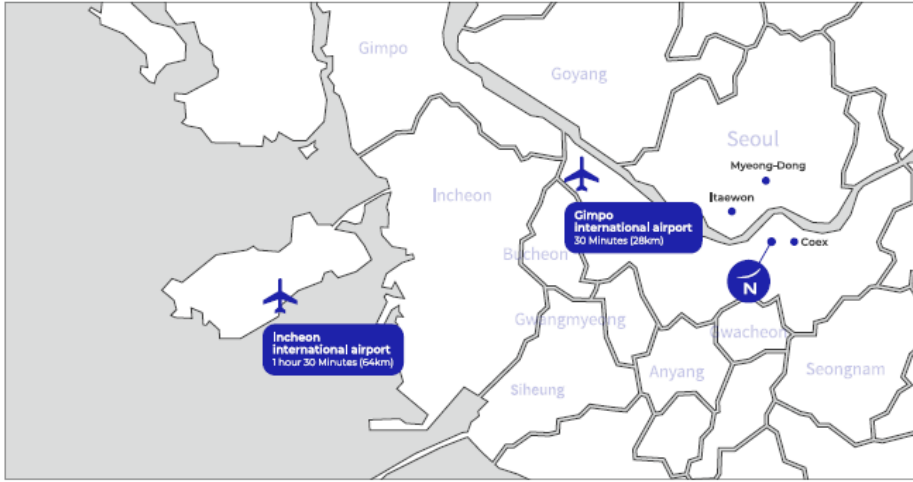 Gimpo
Goyang
Seoul
Myeong-Dong
Itaewon
Incheon
Gimpo
international airport
30 Minutes (28km)
Coex
Bucheon
N
Gwangmyeong
Gwacheon
Incheon
international airport
1 hour 30 Minutes (64km)
Anyang
Seongnam
Siheung